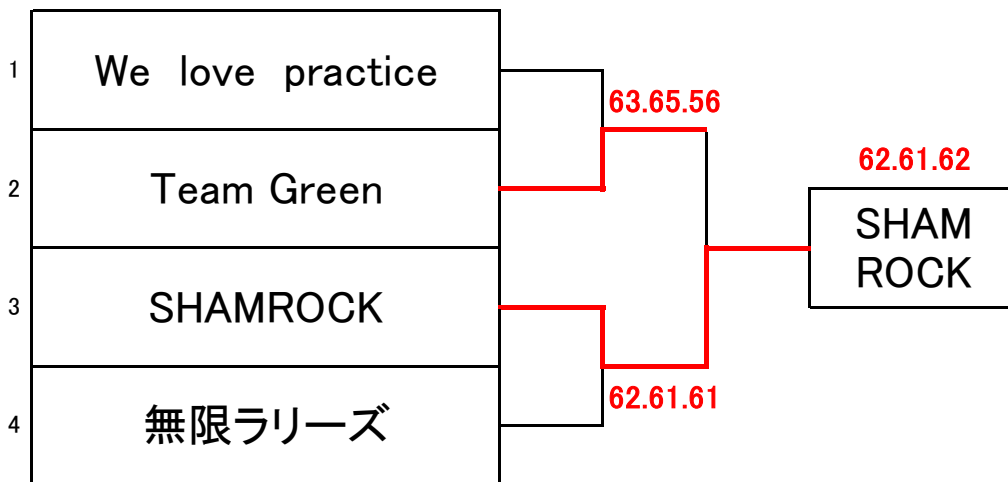 1 We love practice
63.65.56
62.61.62
2 Team Green
SHAM
ROCK
3 SHAMROCK
62.61.61
4 無限ラリーズ